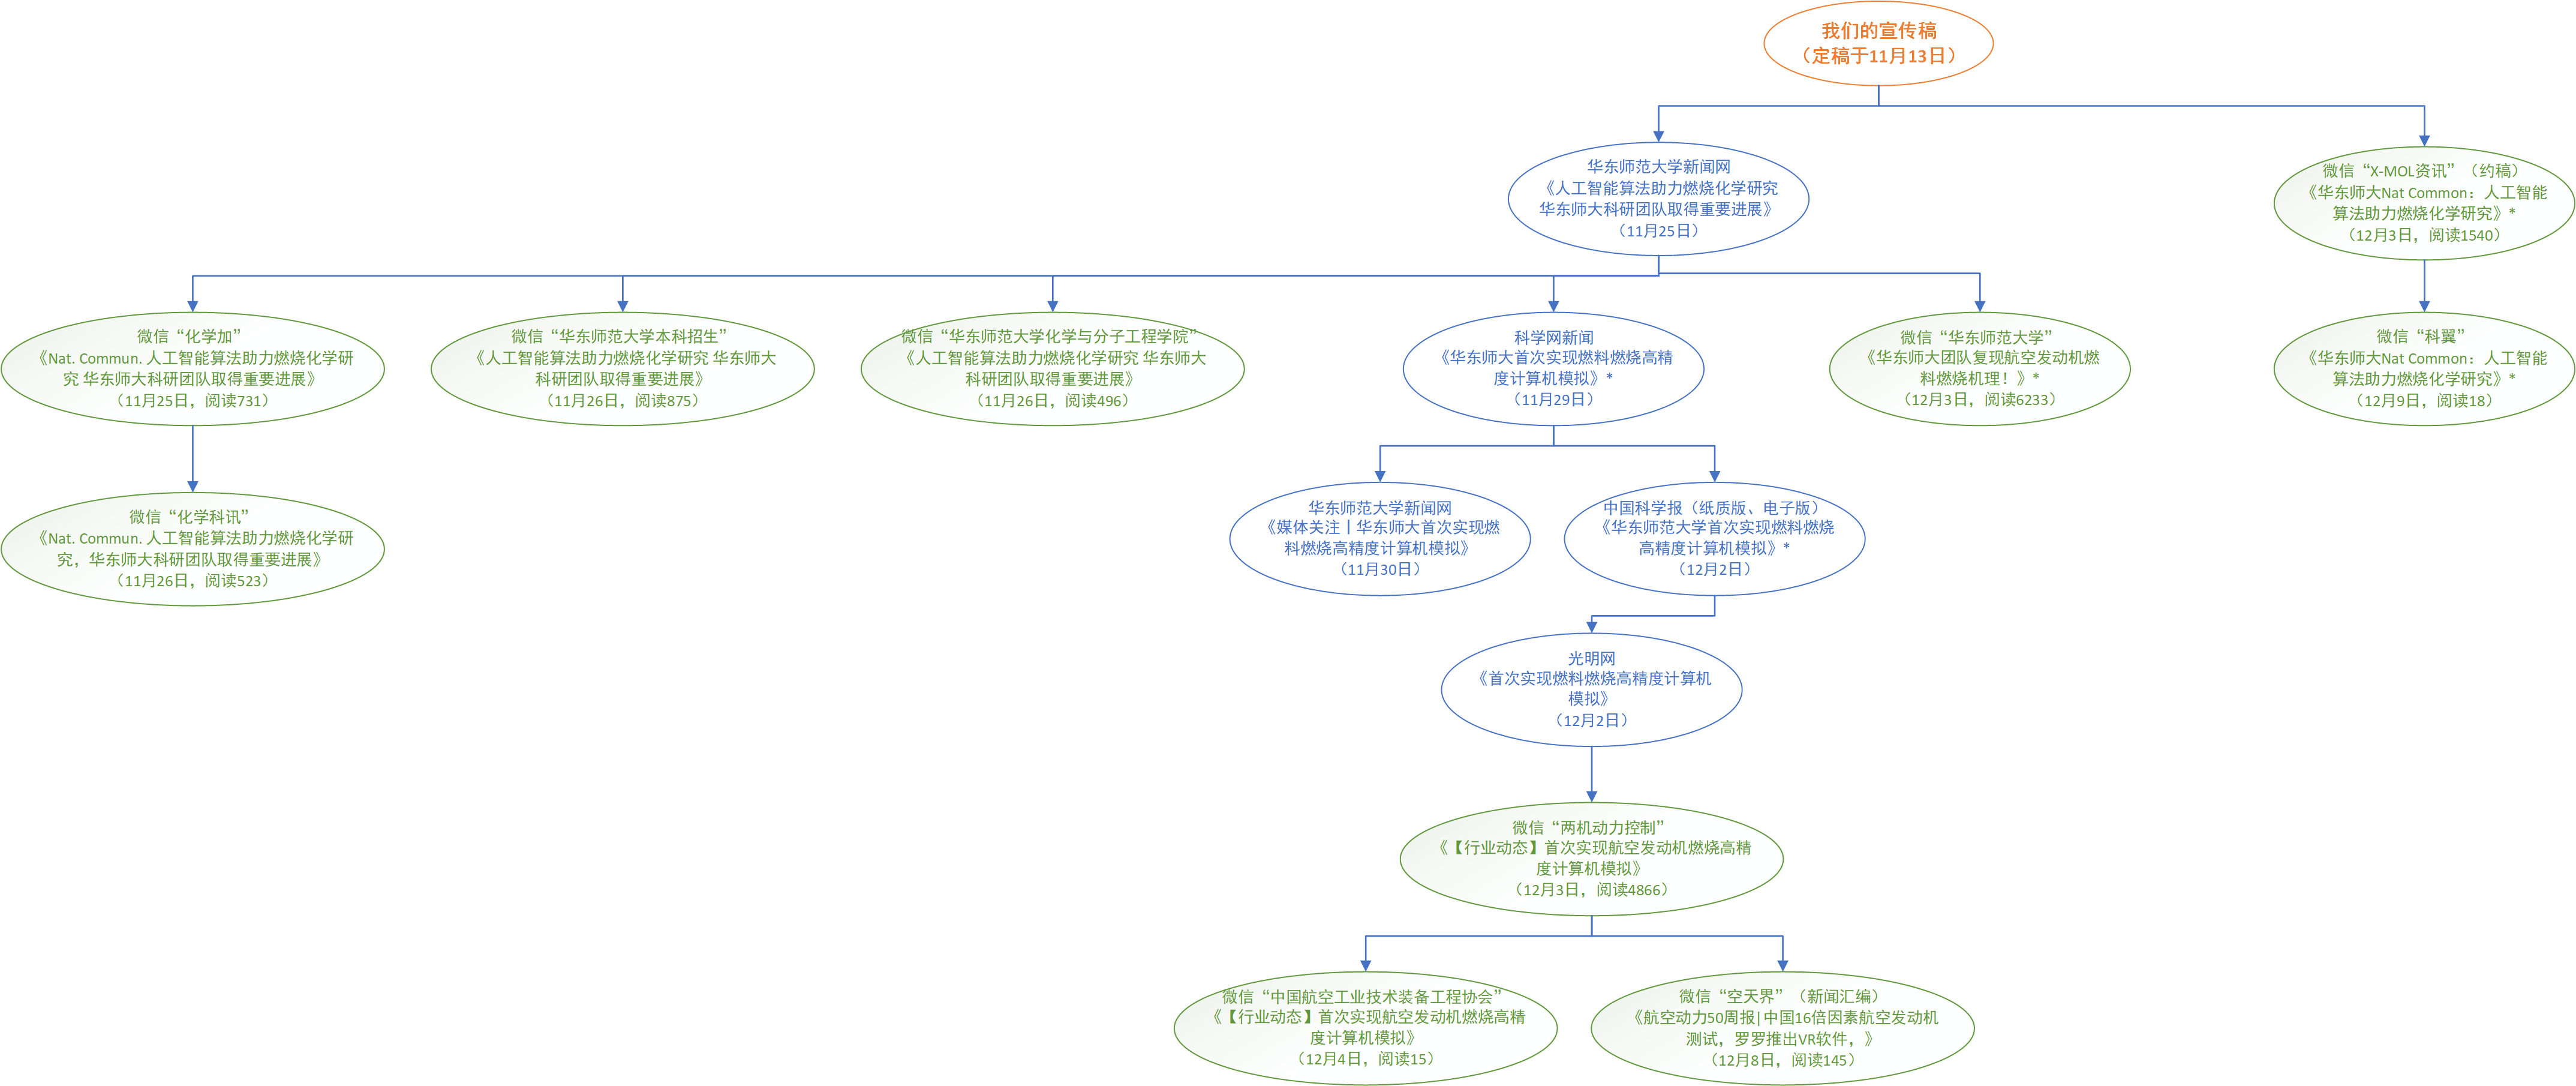 我们的宣传稿
（定稿于11月13日）
华东师范大学新闻网
《人工智能算法助力燃烧化学研究
华东师大科研团队取得重要进展》
（11月25日）
微信“X-MOL资讯”（约稿）
《华东师大Nat Common：人工智能
算法助力燃烧化学研究》*
（12月3日，阅读1540）
微信“化学加”
《Nat. Commun. 人工智能算法助力燃烧化学研
究 华东师大科研团队取得重要进展》
（11月25日，阅读731）
微信“华东师范大学本科招生”
《人工智能算法助力燃烧化学研究 华东师大
科研团队取得重要进展》
（11月26日，阅读875）
微信“华东师范大学化学与分子工程学院”
《人工智能算法助力燃烧化学研究 华东师大
科研团队取得重要进展》
（11月26日，阅读496）
科学网新闻
《华东师大首次实现燃料燃烧高精
度计算机模拟》*
（11月29日）
微信“华东师范大学”
《华东师大团队复现航空发动机燃
料燃烧机理！》*
（12月3日，阅读6233）
微信“科翼”
《华东师大Nat Common：人工智能
算法助力燃烧化学研究》*
（12月9日，阅读18）
微信“化学科讯”
《Nat. Commun. 人工智能算法助力燃烧化学研
究，华东师大科研团队取得重要进展》
（11月26日，阅读523）
华东师范大学新闻网
《媒体关注丨华东师大首次实现燃
料燃烧高精度计算机模拟》
（11月30日）
中国科学报（纸质版、电子版）
《华东师范大学首次实现燃料燃烧
高精度计算机模拟》*
（12月2日）
光明网
《首次实现燃料燃烧高精度计算机
模拟》
（12月2日）
微信“两机动力控制”
《【行业动态】首次实现航空发动机燃烧高精
度计算机模拟》
（12月3日，阅读4866）
微信“中国航空工业技术装备工程协会”
《【行业动态】首次实现航空发动机燃烧高精
度计算机模拟》
（12月4日，阅读15）
微信“空天界”（新闻汇编）
《航空动力50周报|中国16倍因素航空发动机
测试，罗罗推出VR软件，》
（12月8日，阅读145）